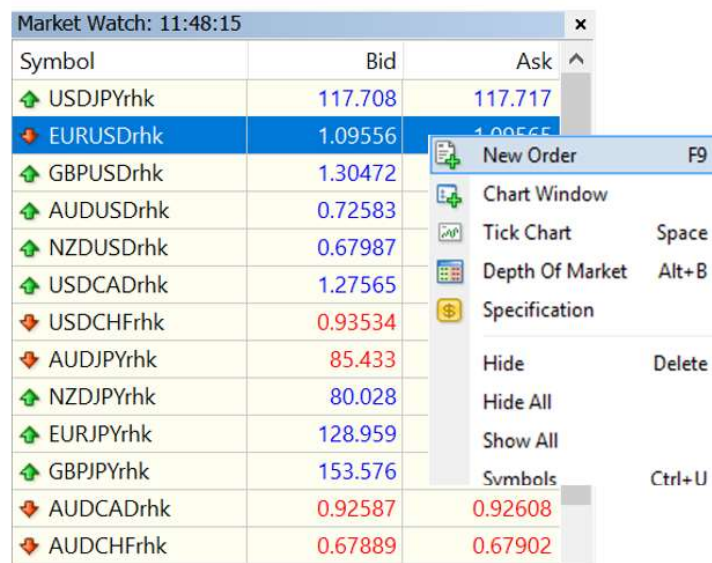 Market Watch: 11:48:15
Symbol Bid Ask
USDJPYrhk 117.708 117.717
EURUSDrhk 1.09556 1.09565
GBPUSDrhk 1.30472
AUDUSDrhk 0.72583
NZDUSDrhk 0.67987
USDCADrhk 1.27565
USDCHFrhk 0.93534
AUDJPYrhk 85.433
NZDJPYrhk 80.028
EURJPYrhk 128.959
GBPJPYrhk 153.576
AUDCADrhk 0.92587 0.92608
AUDCHFrhk 0.67889 0.67902
New Order F9
Chart Window
Tick Chart Space
Depth Of Market Alt+B
Specification
Hide Delete
Hide All
Show All
Symbols Ctrl+U